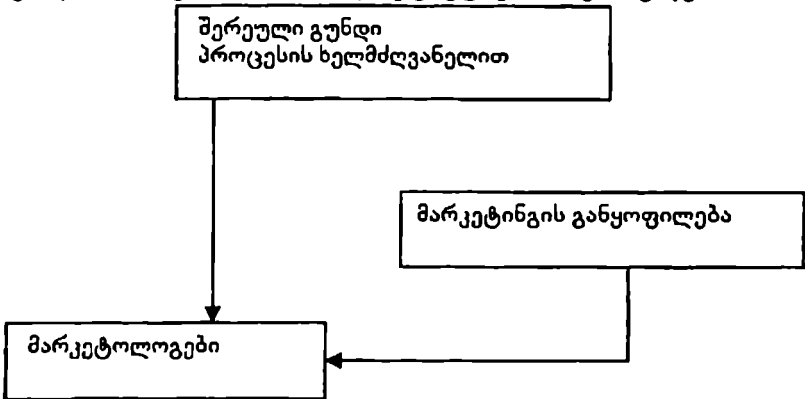 შერეული გუნდი
პროცესის ხელმძღვანელით
მარკეტინგის განყოფილება
მარკეტოლოგები